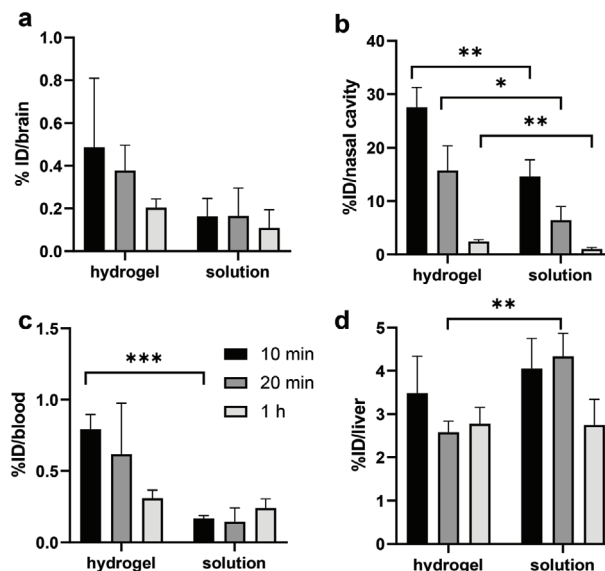 a
% ID/brain
1.0
0.8
0.6
0.4
0.2
0.0
hydrogel solution
b
%ID/nasal cavity
40
30
20
10
0
**
*
**
hydrogel solution
c
%ID/blood
1.5
1.0
0.5
0.0
***
10 min
20 min
1 h
hydrogel solution
d
%ID/liver
5
4
3
2
1
0
**
hydrogel solution